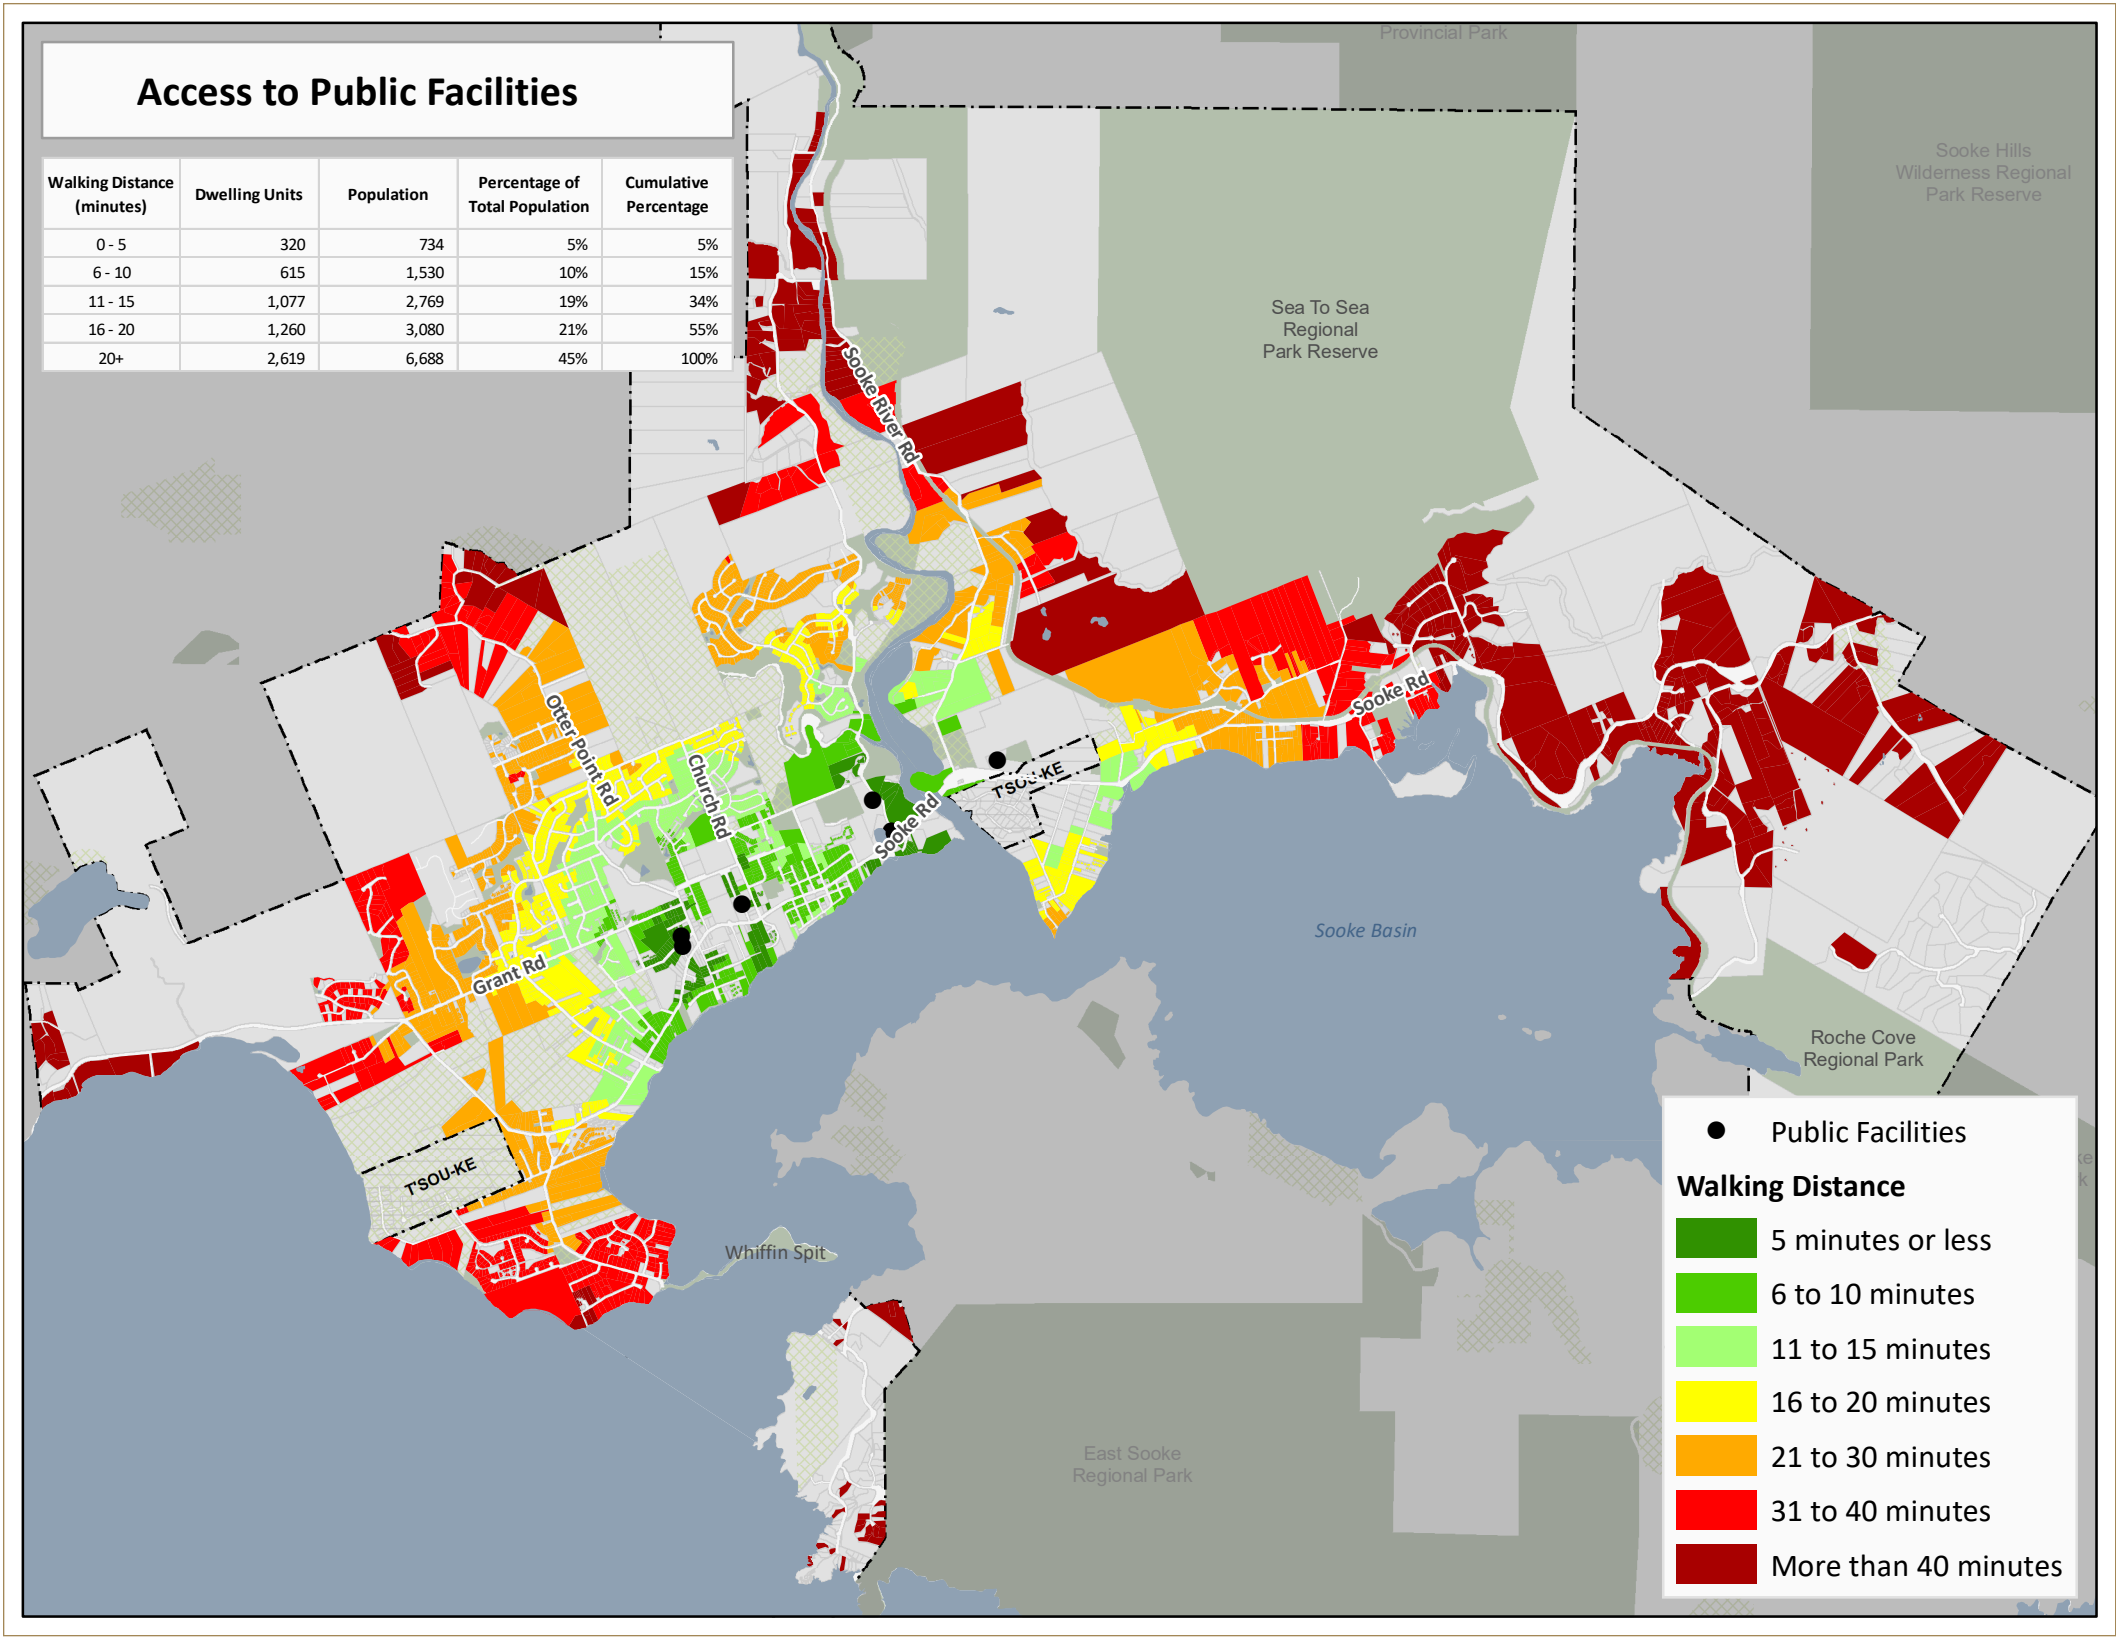 Access to Public Facilities
Walking Distance
(minutes)
Dwelling Units
Population
Percentage of
Total Population
Cumulative
Percentage
0 - 5 320 734 5% 5%
6 - 10 615 1,530 10% 15%
11 - 15 1,077 2,769 19% 34%
16 - 20 1,260 3,080 21% 55%
20+ 2,619 6,688 45% 100%
Provincial Park
Sooke Hills
Wilderness Regional
Park Reserve
Sea To Sea
Regional
Park Reserve
Sooke River Rd
Otter Point Rd
Church Rd
Sooke Rd
Sooke Rd
T'SOU-KE
Grant Rd
Sooke Basin
T'SOU-KE
Whiffin Spit
Roche Cove
Regional Park
East Sooke
Regional Park
Public Facilities
Walking Distance
5 minutes or less
6 to 10 minutes
11 to 15 minutes
16 to 20 minutes
21 to 30 minutes
31 to 40 minutes
More than 40 minutes